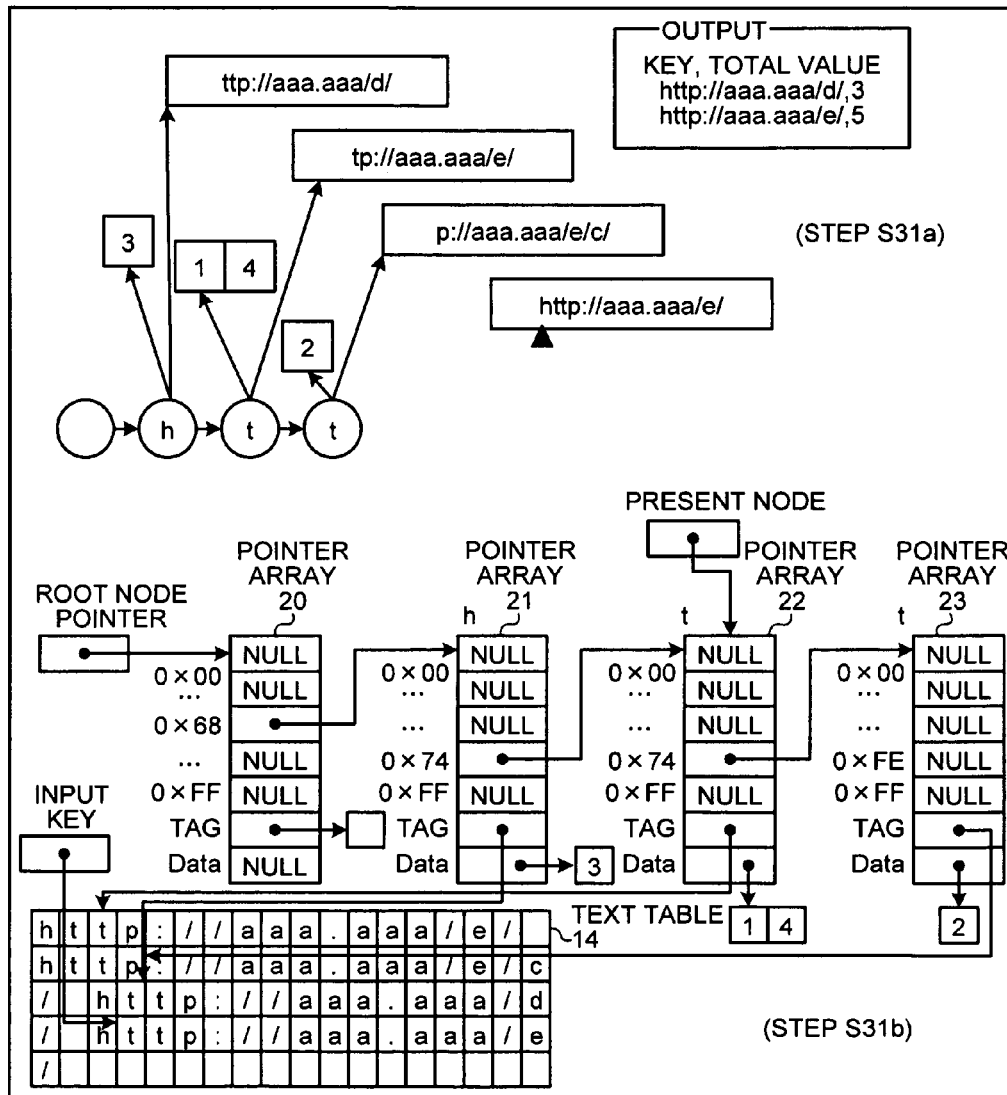 OUTPUT
KEY, TOTAL VALUE
http://aaa.aaa/d/,3
http://aaa.aaa/e/,5
ttp://aaa.aaa/d/
tp://aaa.aaa/e/
p://aaa.aaa/e/c/
(STEP S31a)
3
1 4
http://aaa.aaa/e/
2
h t t
PRESENT NODE
POINTER ARRAY 20
POINTER ARRAY 21
POINTER ARRAY 22
POINTER ARRAY 23
ROOT NODE POINTER
h t t
NULL NULL NULL NULL
0×00 NULL 0×00 NULL 0×00 NULL 0×00 NULL
... ... NULL ... NULL ... NULL
0×68
... NULL 0×74 0×74 0×FE NULL
0×FF NULL 0×FF NULL 0×FF NULL 0×FF NULL
INPUT KEY
TAG TAG TAG TAG
Data NULL Data 3 Data Data
TEXT TABLE 1 4 2
h t t p : / / a a a . a a a / e / 14
h t t p : / / a a a . a a a / e / c
/ h t t p : / / a a a . a a a / d
/ h t t p : / / a a a . a a a / e
/
(STEP S31b)